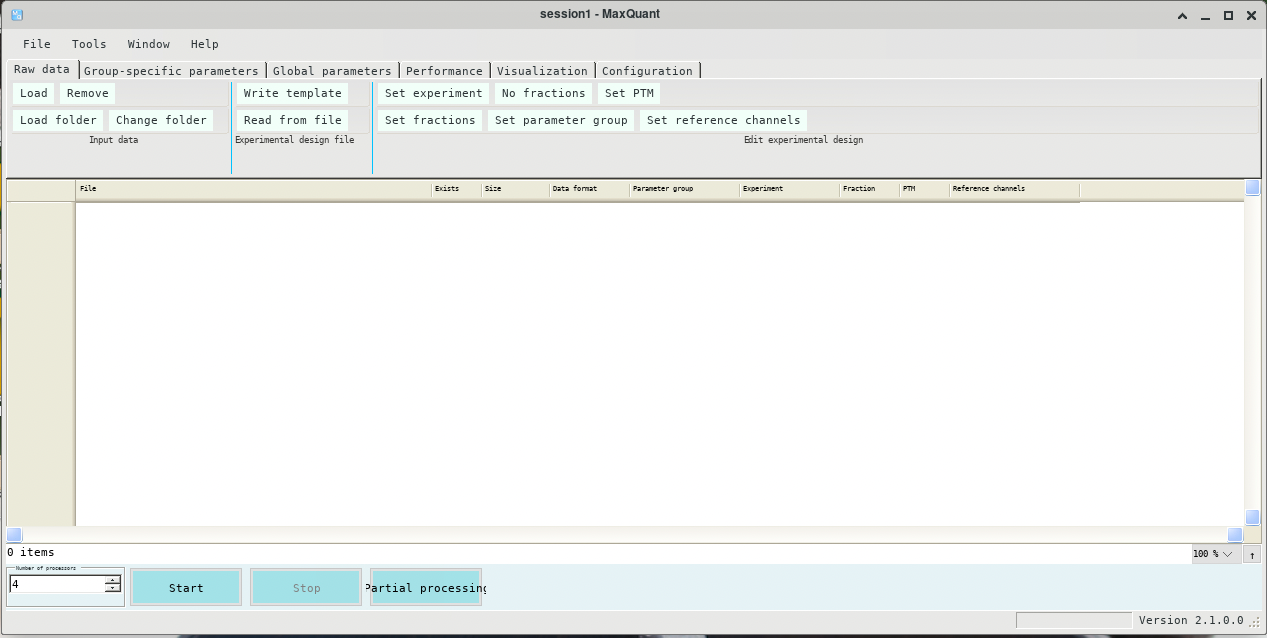 session1 - MaxQuant
File Tools Window Help
Raw data Group-specific parameters Global parameters Performance Visualization Configuration
Load Remove Write template Set experiment No fractions Set PTM
Load folder Change folder Read from file Set fractions Set parameter group Set reference channels
Input data Experimental design file Edit experimental design
File Exists Size Data format Parameter group Experiment Fraction PTM Reference channels
0 items 100 % ↑
Number of processors
4 Start Stop Partial processing
Version 2.1.0.0